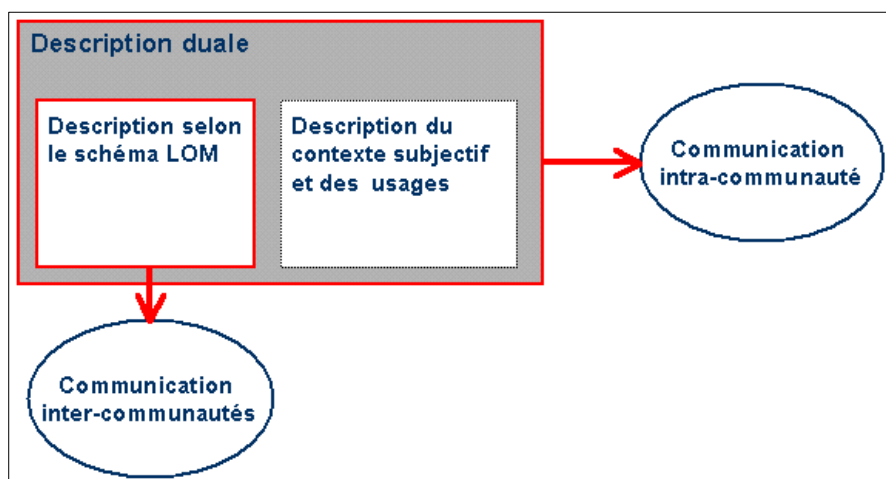 Description duale
Description selon
le schéma LOM
Description du
contexte subjectif
et des usages
Communication
intra-communauté
Communication
inter-communautés